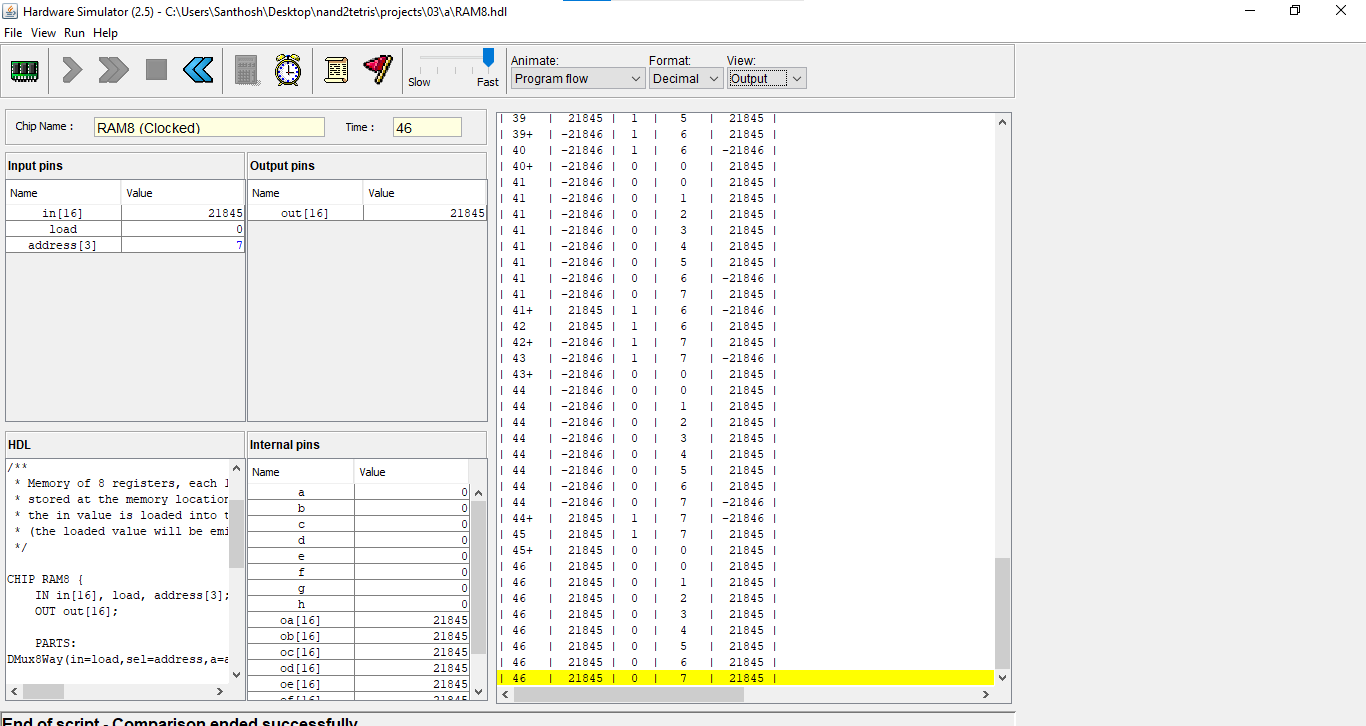 Hardware Simulator (2.5) - C:\Users\Santhosh\Desktop\nand2tetris\projects\03\a\RAM8.hdl
File View Run Help
Slow Fast
Animate: Format: View:
Program flow Decimal Output
Chip Name : RAM8 (Clocked) Time : 46
Input pins
Name Value
in[16] 21845
load 0
address[3] 7
Output pins
Name Value
out[16] 21845
HDL
/**
* Memory of 8 registers, each
* stored at the memory location
* the in value is loaded into
* (the loaded value will be emi
*/
CHIP RAM8 {
IN in[16], load, address[3];
OUT out[16];
PARTS:
DMux8Way(in=load,sel=address,a=a
Internal pins
Name Value
a 0
b 0
c 0
d 0
e 0
f 0
g 0
h 0
oa[16] 21845
ob[16] 21845
oc[16] 21845
od[16] 21845
oe[16] 21845
| 39 | 21845 | 1 | 5 | 21845 |
| 39+ | -21846 | 1 | 6 | 21845 |
| 40 | -21846 | 1 | 6 | -21846 |
| 40+ | -21846 | 0 | 0 | 21845 |
| 41 | -21846 | 0 | 0 | 21845 |
| 41 | -21846 | 0 | 1 | 21845 |
| 41 | -21846 | 0 | 2 | 21845 |
| 41 | -21846 | 0 | 3 | 21845 |
| 41 | -21846 | 0 | 4 | 21845 |
| 41 | -21846 | 0 | 5 | 21845 |
| 41 | -21846 | 0 | 6 | -21846 |
| 41 | -21846 | 0 | 7 | 21845 |
| 41+ | 21845 | 1 | 6 | -21846 |
| 42 | 21845 | 1 | 6 | 21845 |
| 42+ | -21846 | 1 | 7 | 21845 |
| 43 | -21846 | 1 | 7 | -21846 |
| 43+ | -21846 | 0 | 0 | 21845 |
| 44 | -21846 | 0 | 0 | 21845 |
| 44 | -21846 | 0 | 1 | 21845 |
| 44 | -21846 | 0 | 2 | 21845 |
| 44 | -21846 | 0 | 3 | 21845 |
| 44 | -21846 | 0 | 4 | 21845 |
| 44 | -21846 | 0 | 5 | 21845 |
| 44 | -21846 | 0 | 6 | 21845 |
| 44 | -21846 | 0 | 7 | -21846 |
| 44+ | 21845 | 1 | 7 | -21846 |
| 45 | 21845 | 1 | 7 | 21845 |
| 45+ | 21845 | 0 | 0 | 21845 |
| 46 | 21845 | 0 | 0 | 21845 |
| 46 | 21845 | 0 | 1 | 21845 |
| 46 | 21845 | 0 | 2 | 21845 |
| 46 | 21845 | 0 | 3 | 21845 |
| 46 | 21845 | 0 | 4 | 21845 |
| 46 | 21845 | 0 | 5 | 21845 |
| 46 | 21845 | 0 | 6 | 21845 |
| 46 | 21845 | 0 | 7 | 21845 |
End of script - Comparison ended successfully